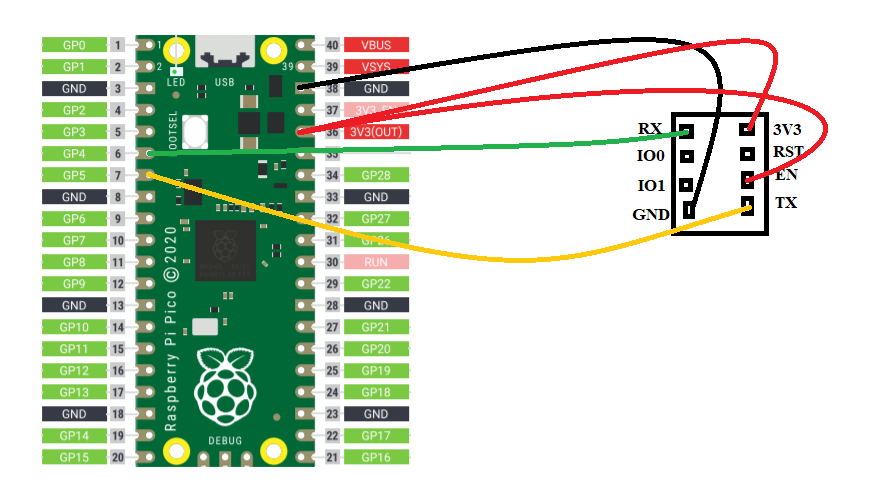 GP0 1 1 40 VBUS
GP1 2 2 39 39 VSYS
LED USB
GND 3 38 GND
GP2 4 37 3V3_EN
OOTSEL
GP3 5 36 3V3(OUT)
GP4 6 35
GP5 7 34 GP28
GND 8 33 GND
GP6 9 32 GP27
GP7 10 31 GP26
GP8 11 30 RUN
GP9 12 29 GP22
GND 13 28 GND
GP10 14 27 GP21
GP11 15 26 GP20
GP12 16 25 GP19
GP13 17 24 GP18
GND 18 23 GND
GP14 19 22 GP17
GP15 20 21 GP16
Raspberry Pi Pico © 2020
DEBUG
RX 3V3
IO0 RST
IO1 EN
GND TX